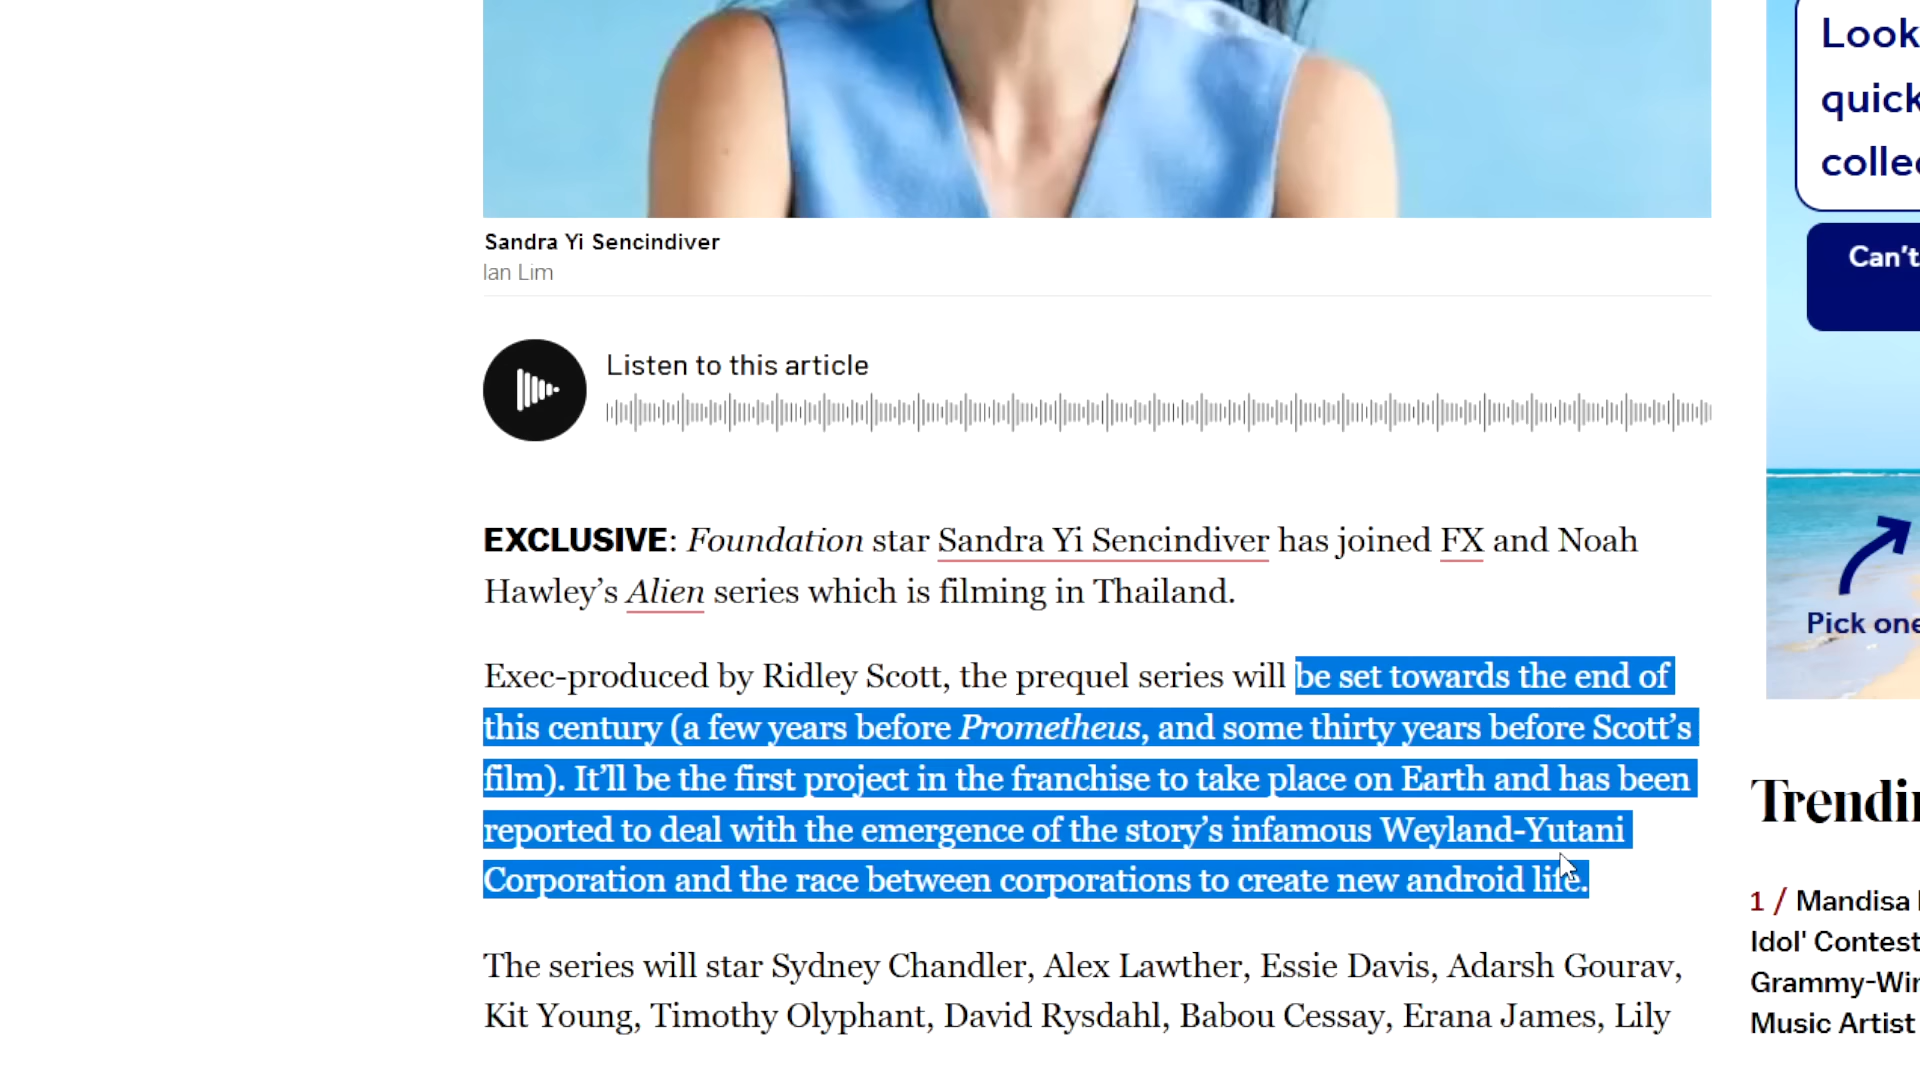 Sandra Yi Sencindiver
Ian Lim
Listen to this article
EXCLUSIVE: Foundation star Sandra Yi Sencindiver has joined FX and Noah
Hawley’s Alien series which is filming in Thailand.
Exec-produced by Ridley Scott, the prequel series will be set towards the end of
this century (a few years before Prometheus, and some thirty years before Scott’s
film). It’ll be the first project in the franchise to take place on Earth and has been
reported to deal with the emergence of the story’s infamous Weyland-Yutani
Corporation and the race between corporations to create new android life.
The series will star Sydney Chandler, Alex Lawther, Essie Davis, Adarsh Gourav,
Kit Young, Timothy Olyphant, David Rysdahl, Babou Cessay, Erana James, Lily
Look
quick
Can't
Pick one
1 / Mandisa
Idol' Contest
Music Artist